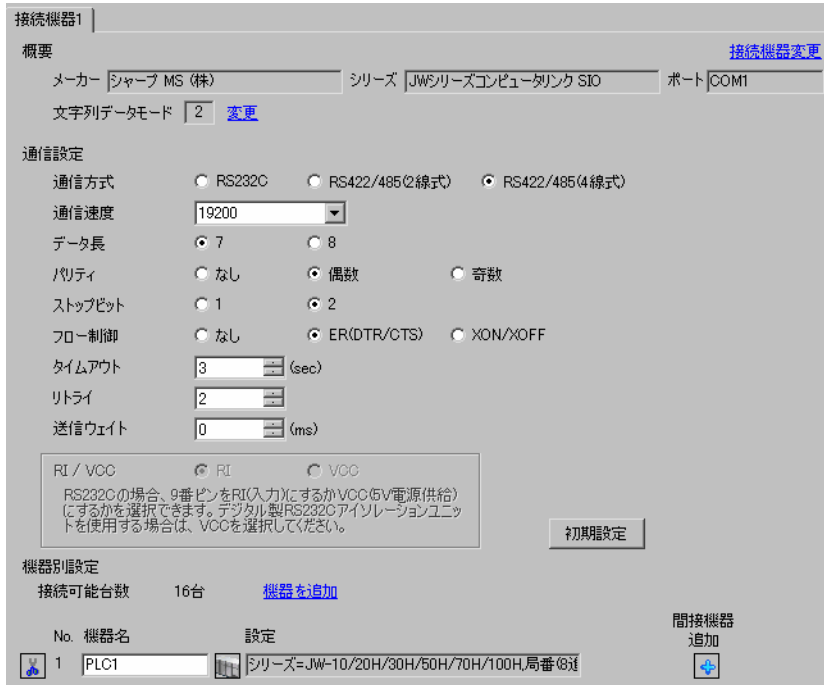 接続機器1
概要
接続機器変更
メーカー シャープ MS (株) シリーズ JWシリーズコンピュータリンク SIO ポート COM1
文字列データモード 2 変更
通信設定
通信方式 RS232C RS422/485(2線式) RS422/485(4線式)
通信速度 19200
データ長 7 8
パリティ なし 偶数 奇数
ストップビット 1 2
フロー制御 なし ER(DTR/CTS) XON/XOFF
タイムアウト 3 (sec)
リトライ 2
送信ウェイト 0 (ms)
RI / VCC RI VCC
RS232Cの場合、9番ピンをRI(入力)にするかVCC(5V電源供給)
にするかを選択できます。デジタル製RS232Cアイソレーションユニッ
トを使用する場合は、VCCを選択してください。
初期設定
機器別設定
接続可能台数 16台 機器を追加
間接機器
追加
No. 機器名 設定
1 PLC1 シリーズ=JW-10/20H/30H/50H/70H/100H,局番(8進